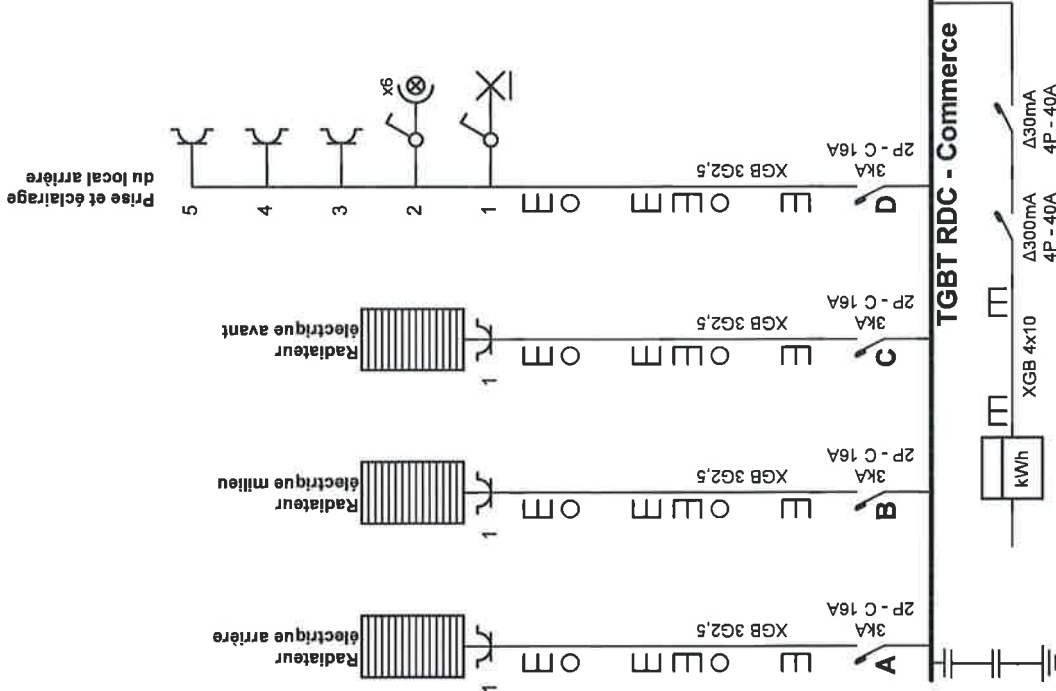 Prise et éclairage
du local arrière
5
4
3
2
x6
1
XGB 3G2,5
3kA
2P - C 16A
D
Radiateur
électrique avant
1
XGB 3G2,5
3kA
2P - C 16A
C
Radiateur
électrique milieu
1
XGB 3G2,5
3kA
2P - C 16A
B
Radiateur
électrique arrière
1
XGB 3G2,5
3kA
2P - C 16A
A
TGBT RDC - Commerce
kWh
XGB 4x10
Δ300mA
4P - 40A
Δ30mA
4P - 40A